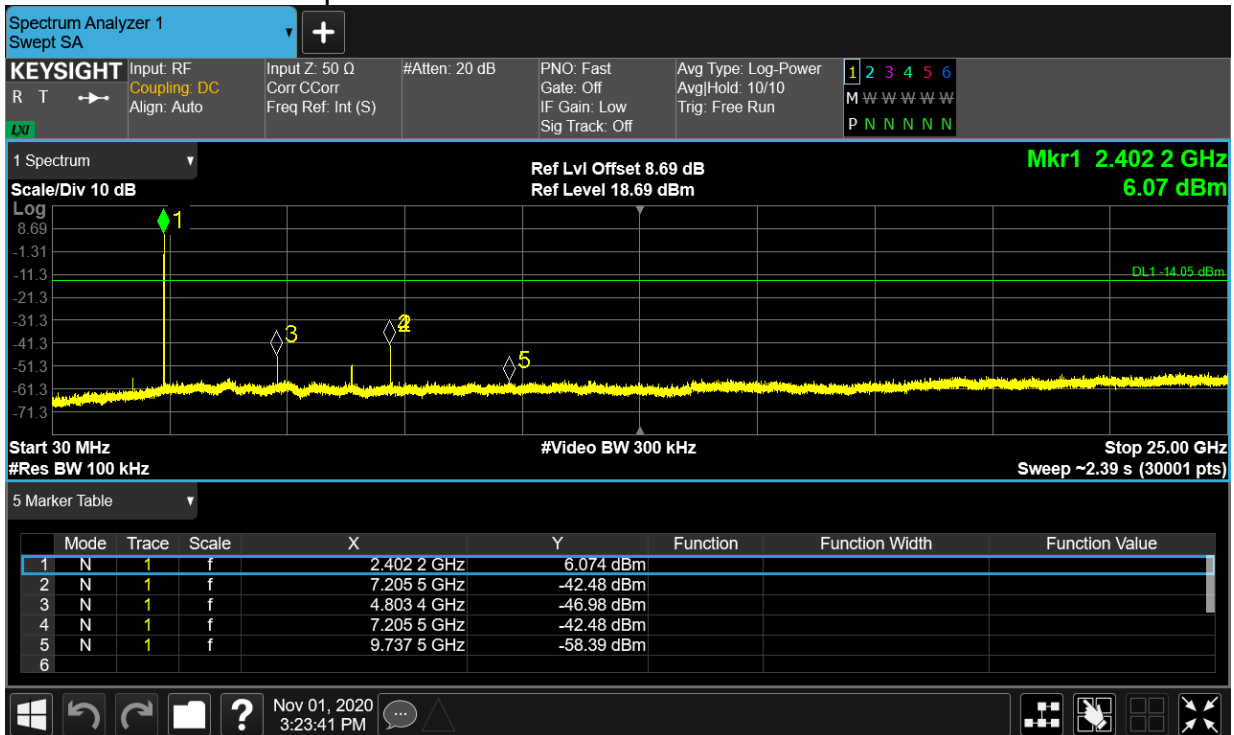 Spectrum Analyzer 1
Swept SA
KEYSIGHT
R T
LXI
Input: RF
Coupling: DC
Align: Auto
Input Z: 50 Ω
Corr CCorr
Freq Ref: Int (S)
#Atten: 20 dB
PNO: Fast
Gate: Off
IF Gain: Low
Sig Track: Off
Avg Type: Log-Power
Avg|Hold: 10/10
Trig: Free Run
1 2 3 4 5 6
M W W W W W
P N N N N N
1 Spectrum
Scale/Div 10 dB
Ref Lvl Offset 8.69 dB
Ref Level 18.69 dBm
Mkr1 2.402 2 GHz
6.07 dBm
Log
8.69
-1.31
-11.3
-21.3
-31.3
-41.3
-51.3
-61.3
-71.3
1
3
2
5
DL1 -14.05 dBm
Start 30 MHz
#Video BW 300 kHz
Stop 25.00 GHz
#Res BW 100 kHz
Sweep ~2.39 s (30001 pts)
5 Marker Table
Mode Trace Scale X Y Function Function Width Function Value
1 N 1 f 2.402 2 GHz 6.074 dBm
2 N 1 f 7.205 5 GHz -42.48 dBm
3 N 1 f 4.803 4 GHz -46.98 dBm
4 N 1 f 7.205 5 GHz -42.48 dBm
5 N 1 f 9.737 5 GHz -58.39 dBm
6
?
Nov 01, 2020
3:23:41 PM